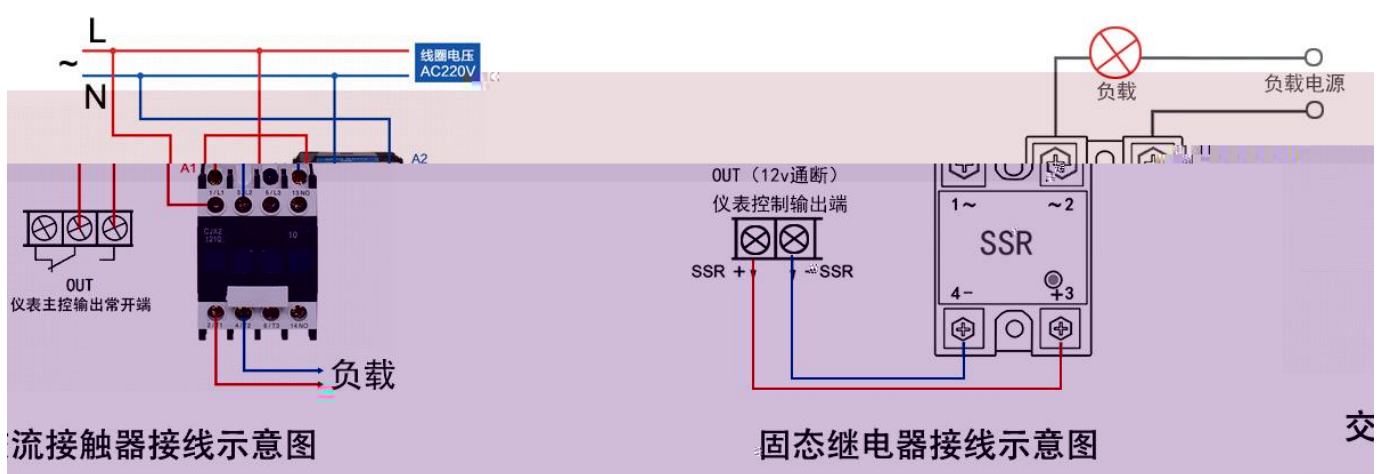 L
线圈电压
AC220V
~
N
A1
A2
1/L1 3/L2 5/L3 13NO
CJX2
1210
10
OUT
仪表主控输出常开端
2/T1 4/T2 6/T3 14NO
负载
流接触器接线示意图
负载
负载电源
OUT（12v通断）
仪表控制输出端
SSR +
-SSR
1~
~2
SSR
4-
+3
固态继电器接线示意图
交